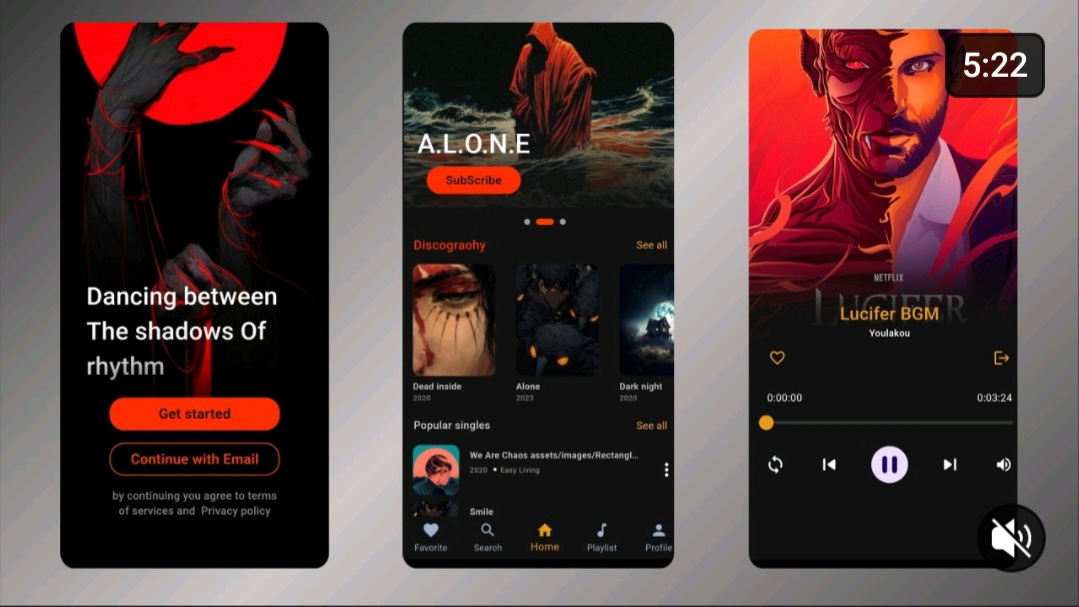 Dancing between
The shadows Of
rhythm
Get started
Continue with Email
by continuing you agree to terms
of services and Privacy policy
A.L.O.N.E
SubScribe
Discograohy
See all
Dead inside
2020
Alone
2023
Dark night
2020
Popular singles
See all
We Are Chaos assets/images/Rectangl...
2020 • Easy Living
Smile
Favorite
Search
Home
Playlist
Profile
5:22
NETFLIX
LUCIFER
Lucifer BGM
Youlakou
0:00:00
0:03:24